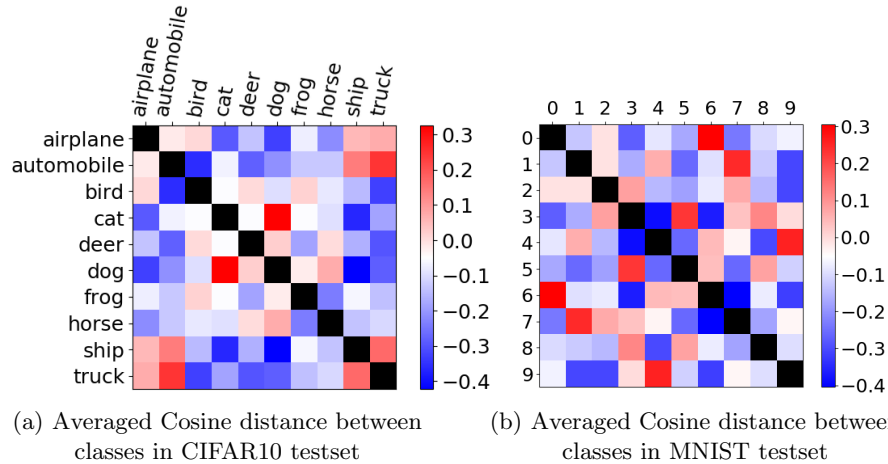 airplane automobile bird cat deer dog frog horse ship truck
airplane
automobile
bird
cat
deer
dog
frog
horse
ship
truck
0.3
0.2
0.1
0.0
−0.1
−0.2
−0.3
−0.4
(a) Averaged Cosine distance between
classes in CIFAR10 testset
0 1 2 3 4 5 6 7 8 9
0
1
2
3
4
5
6
7
8
9
0.3
0.2
0.1
0.0
−0.1
−0.2
−0.3
−0.4
(b) Averaged Cosine distance betwee
classes in MNIST testset